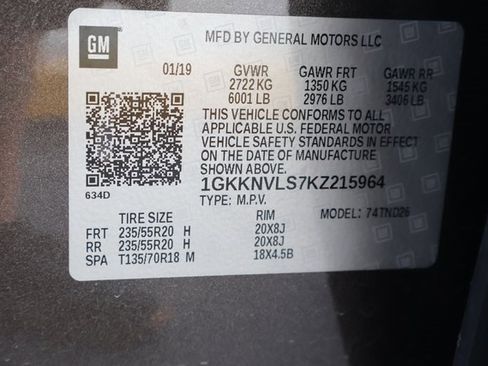 GM
MFD BY GENERAL MOTORS LLC
01/19 GVWR GAWR FRT GAWR RR
2722 KG 1350 KG 1545 KG
6001 LB 2976 LB 3406 LB
THIS VEHICLE CONFORMS TO ALL
APPLICABLE U.S. FEDERAL MOTOR
VEHICLE SAFETY STANDARDS IN
EFFECT ON THE DATE OF MANUFACTURE
SHOWN ABOVE.
634D 1GKKNVLS7KZ215964
TYPE: M.P.V. MODEL: 74TND26
TIRE SIZE RIM
FRT 235/55R20 H 20X8J
RR 235/55R20 H 20X8J
SPA T135/70R18 M 18X4.5B